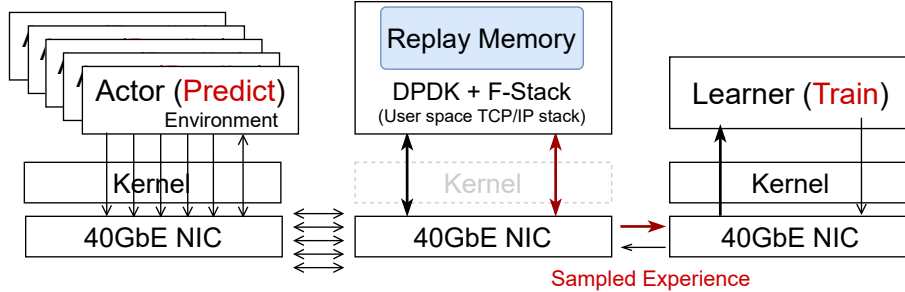 Actor (Predict)
Environment
Kernel
40GbE NIC
Replay Memory
DPDK + F-Stack
(User space TCP/IP stack)
Kernel
40GbE NIC
Sampled Experience
Learner (Train)
Kernel
40GbE NIC